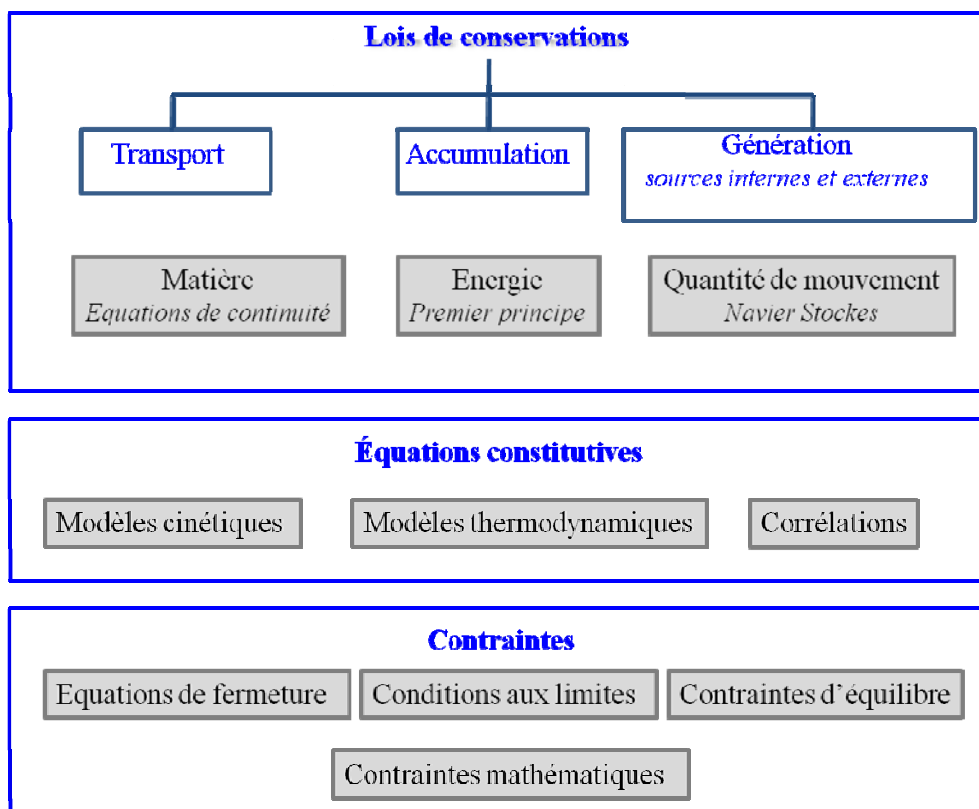 Lois de conservations
Transport
Accumulation
Génération
sources internes et externes
Matière
Equations de continuité
Energie
Premier principe
Quantité de mouvement
Navier Stockes
Équations constitutives
Modèles cinétiques
Modèles thermodynamiques
Corrélations
Contraintes
Equations de fermeture
Conditions aux limites
Contraintes d'équilibre
Contraintes mathématiques